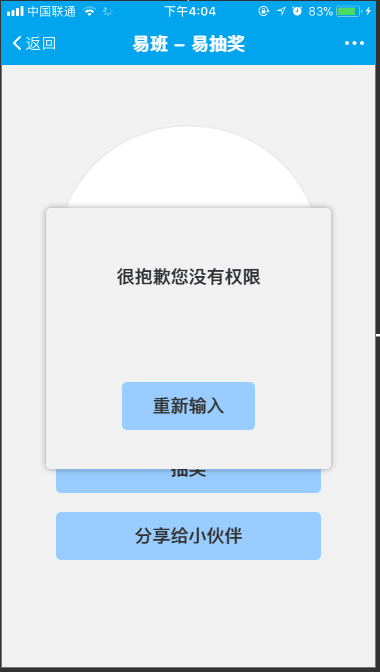 中国联通 下午4:04 83%
返回 易班 – 易抽奖
很抱歉您没有权限
重新输入
抽奖
分享给小伙伴